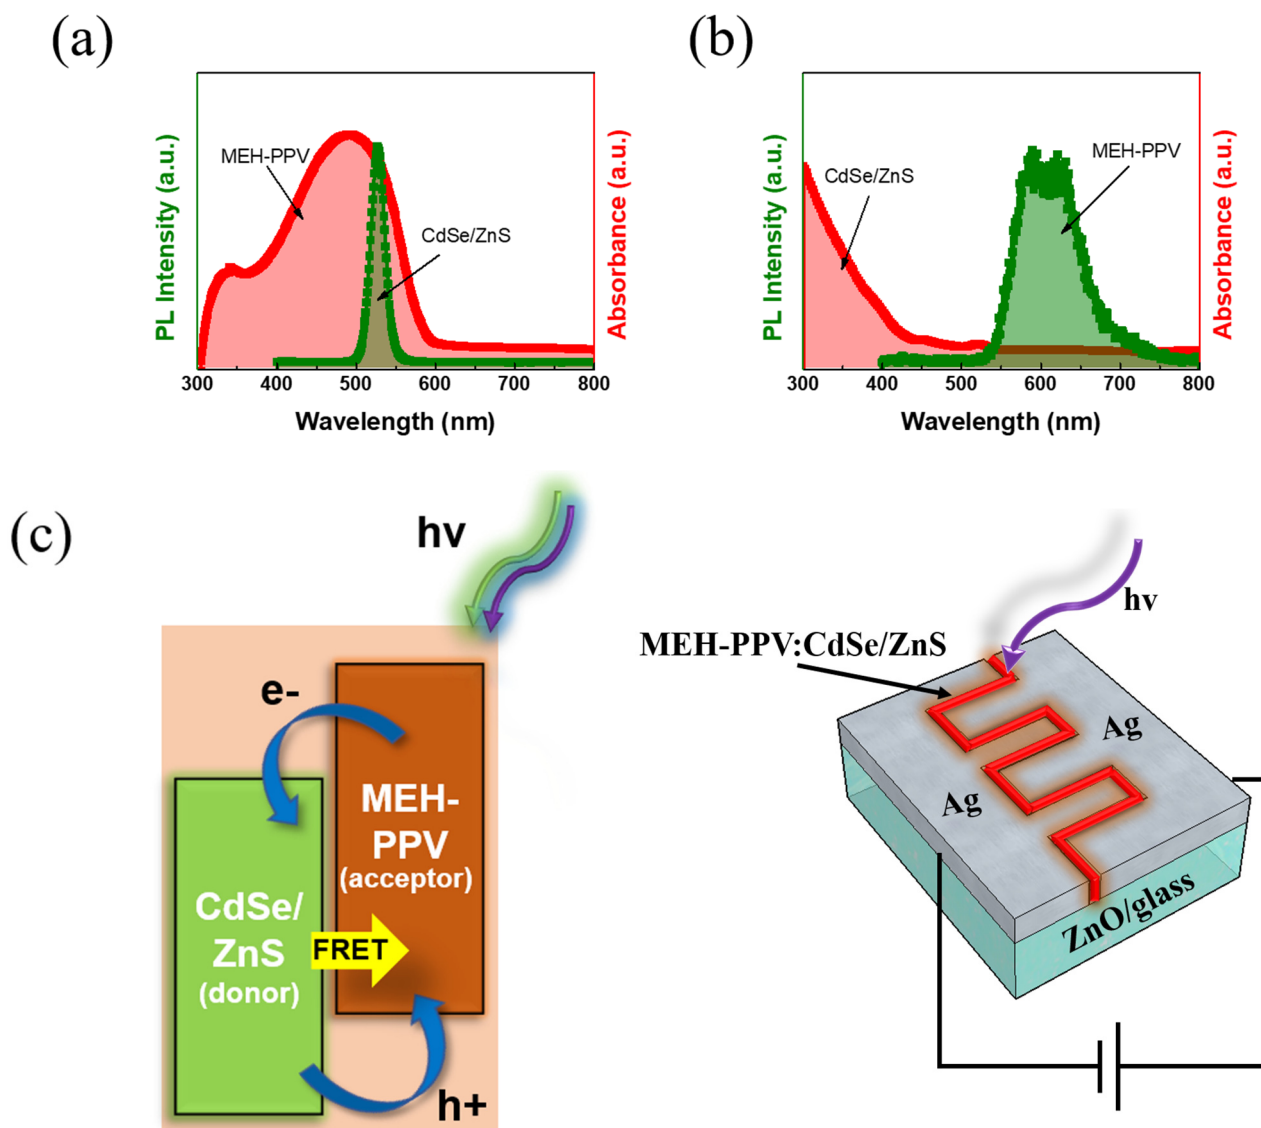 (a)
(b)
PL Intensity (a.u.)
MEH-PPV
CdSe/ZnS
Absorbance (a.u.)
300 400 500 600 700 800
Wavelength (nm)
PL Intensity (a.u.)
CdSe/ZnS
MEH-PPV
Absorbance (a.u.)
300 400 500 600 700 800
Wavelength (nm)
(c)
hv
e-
MEH-
PPV
(acceptor)
CdSe/
ZnS
(donor)
FRET
h+
hv
MEH-PPV:CdSe/ZnS
Ag
Ag
ZnO/glass